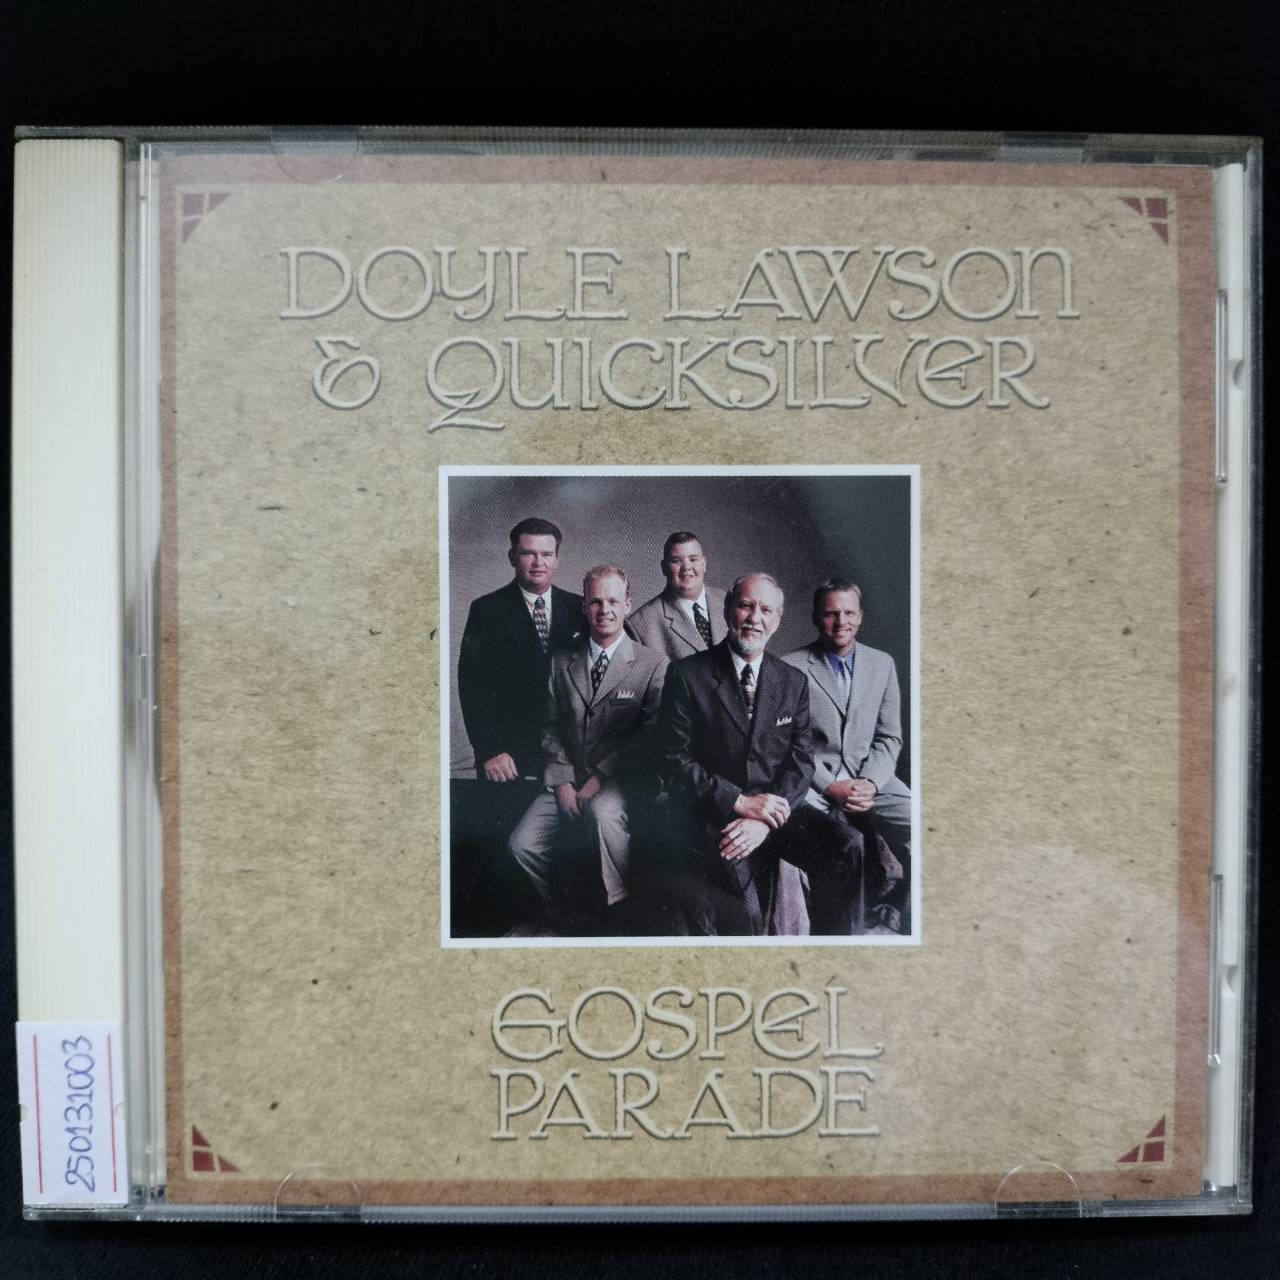 DOYLE LAWSON
& QUICKSILVER
GOSPEL
PARADE
250131003